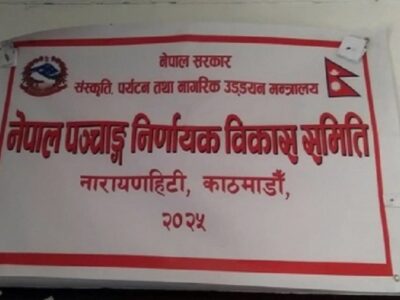 नेपाल सरकार
संस्कृति, पर्यटन तथा नागरिक उड्डयन मन्त्रालय
नेपाल पञ्चाङ्ग निर्णायक विकास समिति
नारायणहिटी, काठमाडौँ,
२०२५